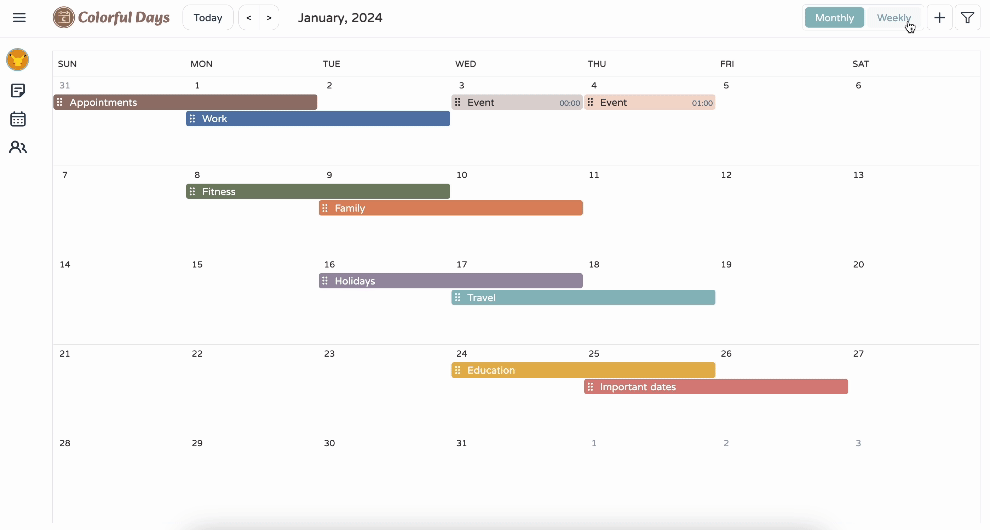 Colorful Days
Today
<
>
January, 2024
Monthly
Weekly
SUN MON TUE WED THU FRI SAT
31 1 2 3 4 5 6
Appointments
Event 00:00
Event 01:00
Work
7 8 9 10 11 12 13
Fitness
Family
14 15 16 17 18 19 20
Holidays
Travel
21 22 23 24 25 26 27
Education
Important dates
28 29 30 31 1 2 3